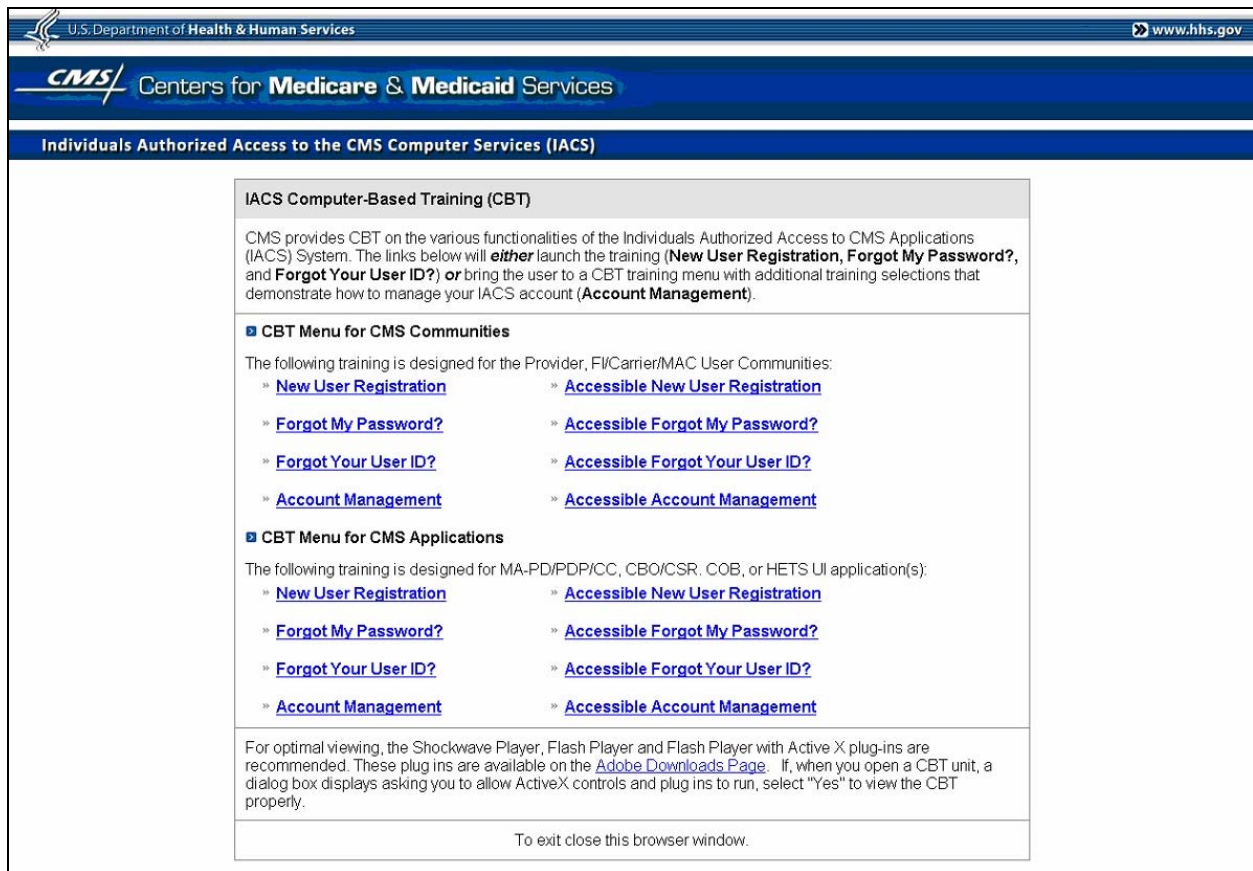 U.S. Department of Health & Human Services www.hhs.gov
CMS Centers for Medicare & Medicaid Services
Individuals Authorized Access to the CMS Computer Services (IACS)
IACS Computer-Based Training (CBT)
CMS provides CBT on the various functionalities of the Individuals Authorized Access to CMS Applications
(IACS) System. The links below will either launch the training (New User Registration, Forgot My Password?,
and Forgot Your User ID?) or bring the user to a CBT training menu with additional training selections that
demonstrate how to manage your IACS account (Account Management).
CBT Menu for CMS Communities
The following training is designed for the Provider, FI/Carrier/MAC User Communities:
» New User Registration » Accessible New User Registration
» Forgot My Password? » Accessible Forgot My Password?
» Forgot Your User ID? » Accessible Forgot Your User ID?
» Account Management » Accessible Account Management
CBT Menu for CMS Applications
The following training is designed for MA-PD/PDP/CC, CBO/CSR. COB, or HETS UI application(s):
» New User Registration » Accessible New User Registration
» Forgot My Password? » Accessible Forgot My Password?
» Forgot Your User ID? » Accessible Forgot Your User ID?
» Account Management » Accessible Account Management
For optimal viewing, the Shockwave Player, Flash Player and Flash Player with Active X plug-ins are
recommended. These plug ins are available on the Adobe Downloads Page. If, when you open a CBT unit, a
dialog box displays asking you to allow ActiveX controls and plug ins to run, select "Yes" to view the CBT
properly.
To exit close this browser window.